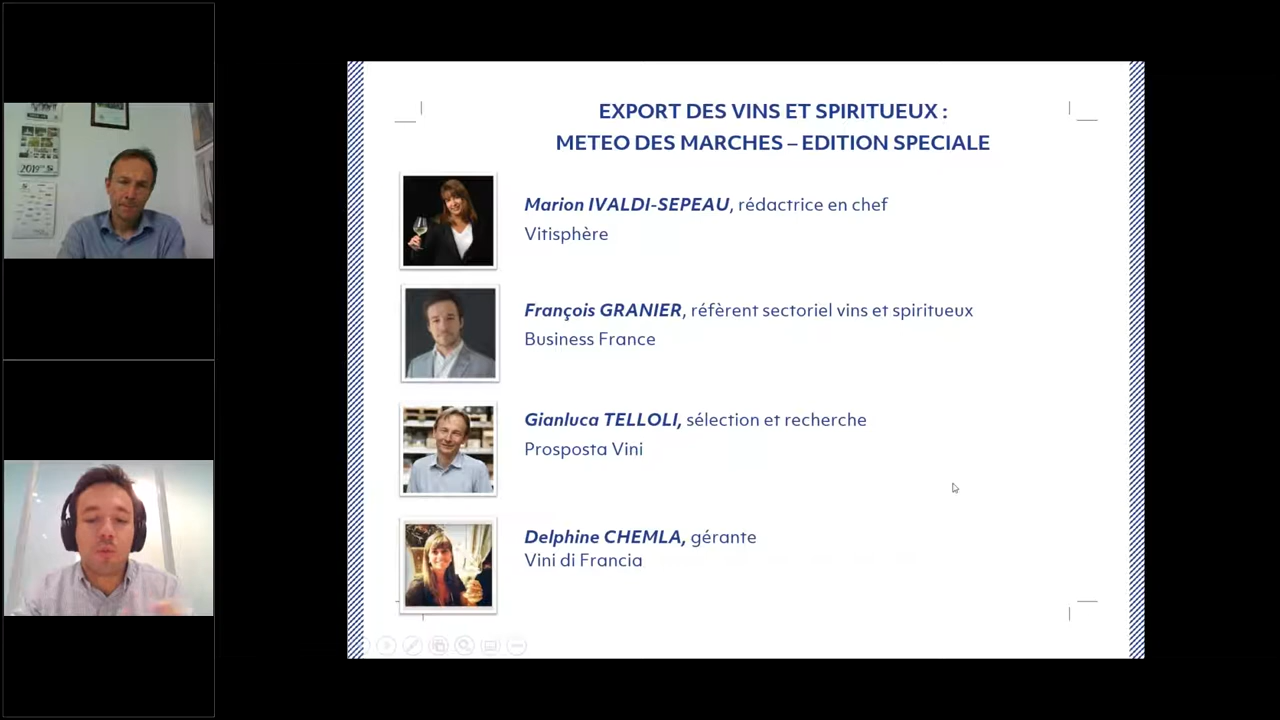 EXPORT DES VINS ET SPIRITUEUX :
METEO DES MARCHES – EDITION SPECIALE
Marion IVALDI-SEPEAU, rédactrice en chef
Vitisphère
François GRANIER, réfèrent sectoriel vins et spiritueux
Business France
Gianluca TELLOLI, sélection et recherche
Prosposta Vini
Delphine CHEMLA, gérante
Vini di Francia
2019